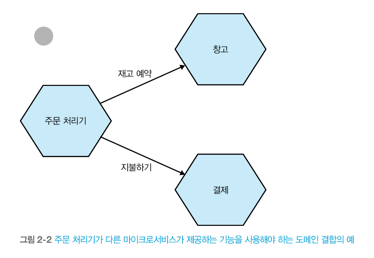 창고
재고 예약
주문 처리기
지불하기
결제
그림 2-2 주문 처리기가 다른 마이크로서비스가 제공하는 기능을 사용해야 하는 도메인 결합의 예